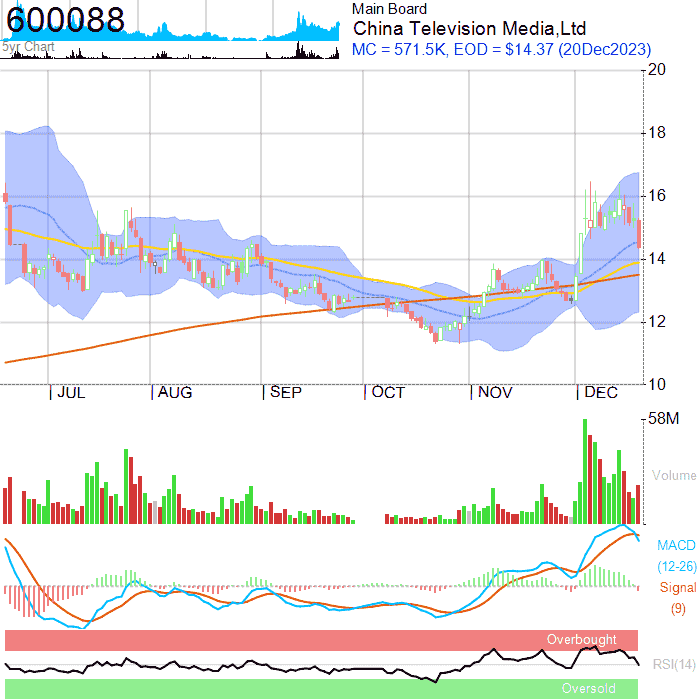 600088
Main Board
China Television Media,Ltd
5yr Chart
MC = 571.5K, EOD = $14.37 (20Dec2023)
20
18
16
14
12
10
JUL
AUG
SEP
OCT
NOV
DEC
58M
Volume
MACD
(12-26)
Signal
(9)
Overbought
RSI(14)
Oversold